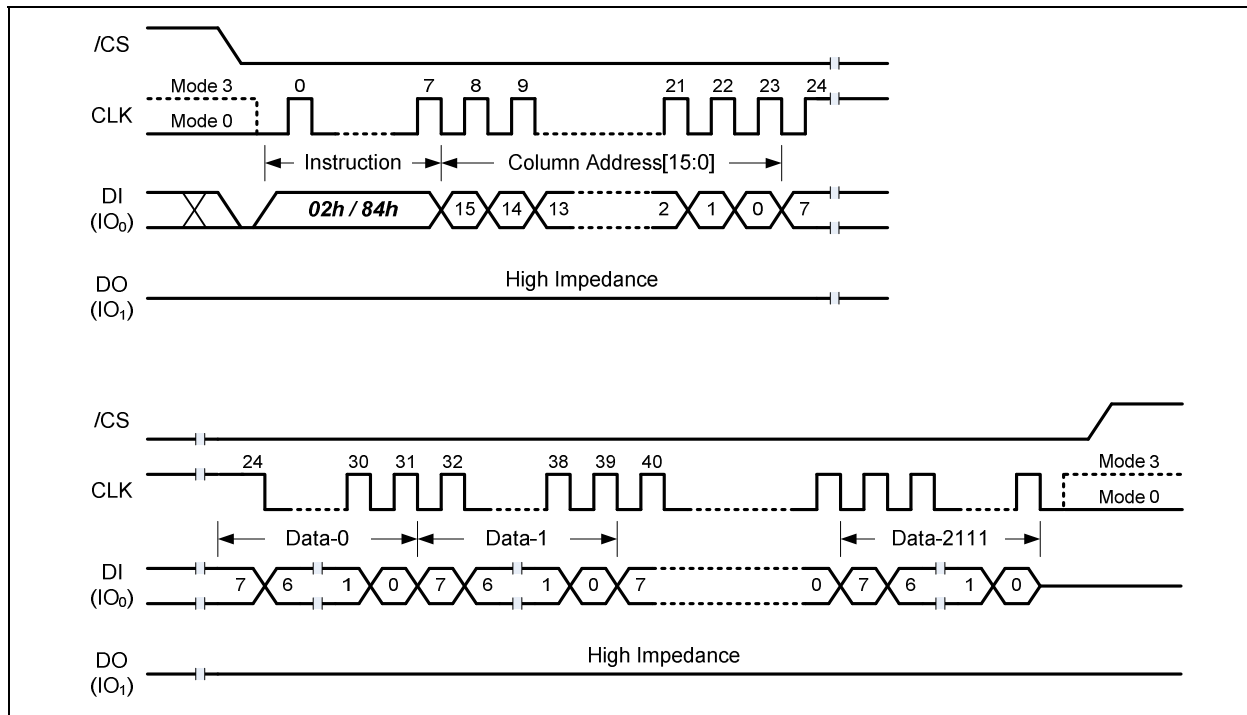 /CS
Mode 3 0 7 8 9 21 22 23 24
CLK
Mode 0
Instruction Column Address[15:0]
DI
(IO₀)
02h / 84h 15 14 13 2 1 0 7
High Impedance
DO
(IO₁)
/CS
24 30 31 32 38 39 40 Mode 3
CLK
Mode 0
Data-0 Data-1 Data-2111
DI
(IO₀)
7 6 1 0 7 6 1 0 7 0 7 6 1 0
High Impedance
DO
(IO₁)